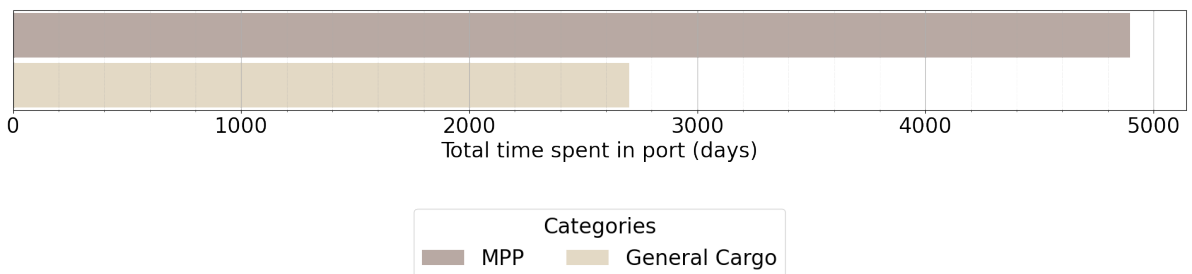 0 1000 2000 3000 4000 5000
Total time spent in port (days)
Categories
MPP General Cargo